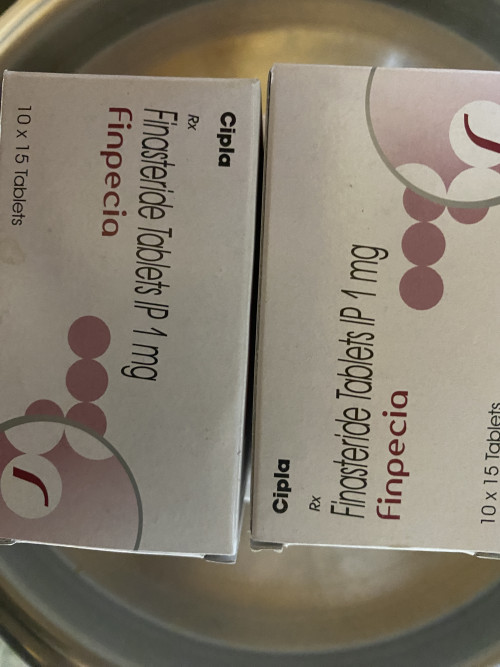 Cipla
Rx
Finasteride Tablets IP 1 mg
Finpecia
10 x 15 Tablets
Cipla
Rx
Finasteride Tablets IP 1 mg
Finpecia
10 x 15 Tablets